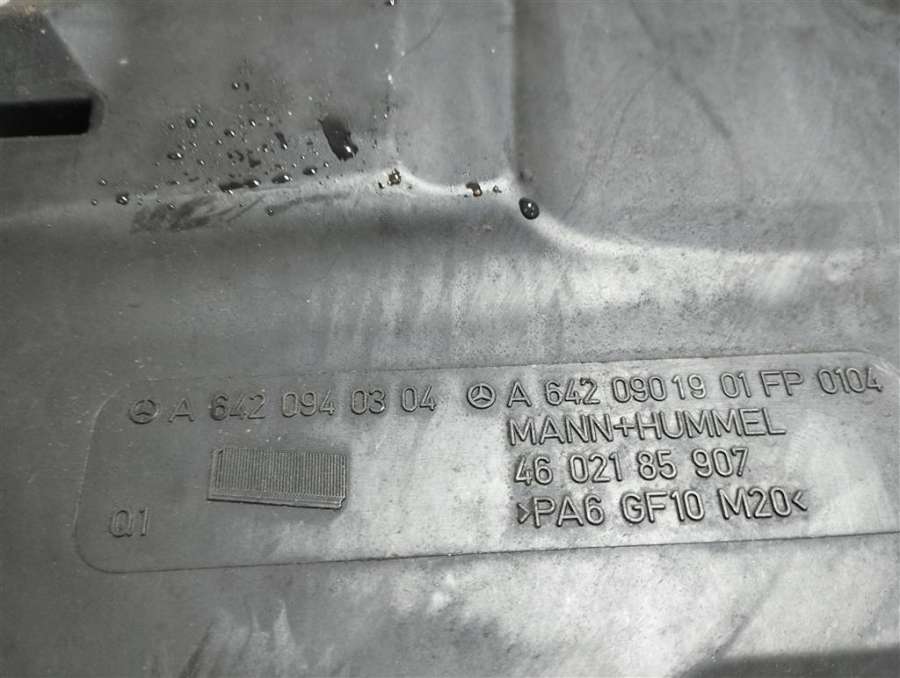 A 642 094 03 04
A 642 090 19 01 FP 0104
MANN+HUMMEL
46 021 85 907
>PA6 GF10 M20<
Q1